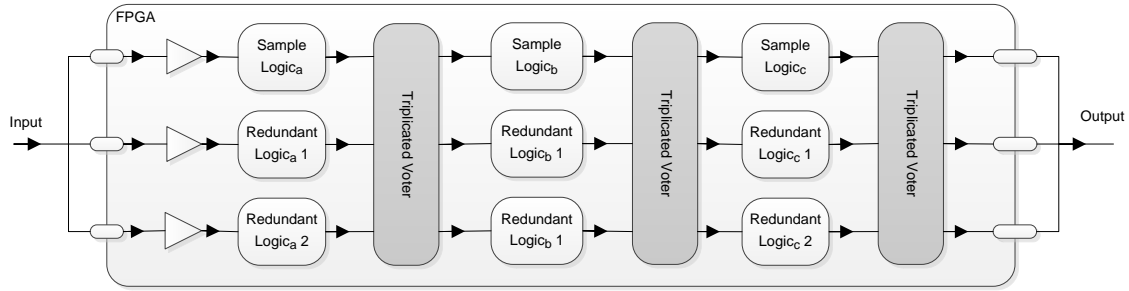 FPGA
Input
Sample
Logica
Redundant
Logica 1
Redundant
Logica 2
Triplicated Voter
Sample
Logicb
Redundant
Logicb 1
Redundant
Logicb 1
Triplicated Voter
Sample
Logicc
Redundant
Logicc 1
Redundant
Logicc 2
Triplicated Voter
Output